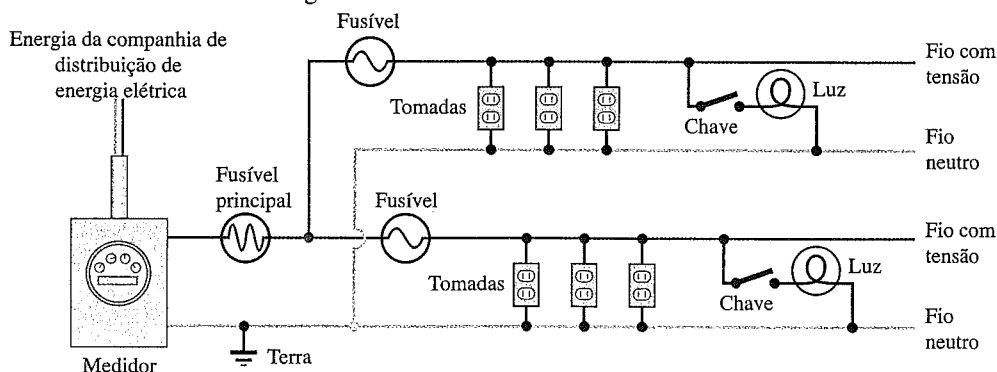 Fusível
Energia da companhia de
distribuição de
energia elétrica
Fio com
tensão
Tomadas
Luz
Chave
Fio
neutro
Fusível
principal
Fusível
Fio com
tensão
Tomadas
Luz
Chave
Fio
neutro
Terra
Medidor